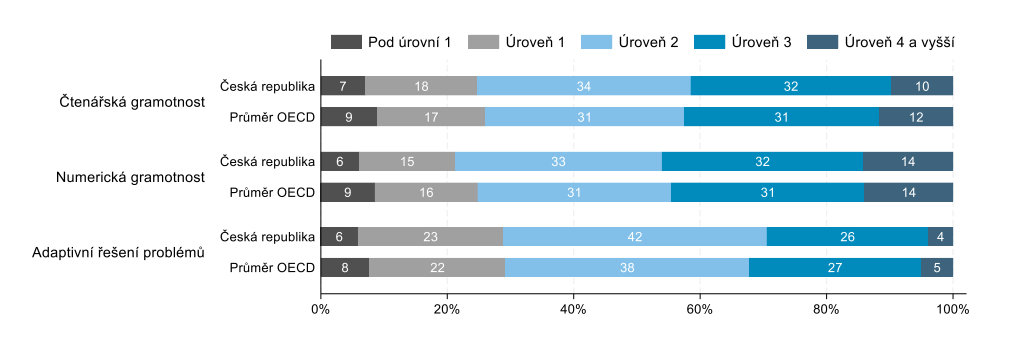 Pod úrovní 1 Úroveň 1 Úroveň 2 Úroveň 3 Úroveň 4 a vyšší
Čtenářská gramotnost
Česká republika 7 18 34 32 10
Průměr OECD 9 17 31 31 12
Numerická gramotnost
Česká republika 6 15 33 32 14
Průměr OECD 9 16 31 31 14
Adaptivní řešení problémů
Česká republika 6 23 42 26 4
Průměr OECD 8 22 38 27 5
0% 20% 40% 60% 80% 100%